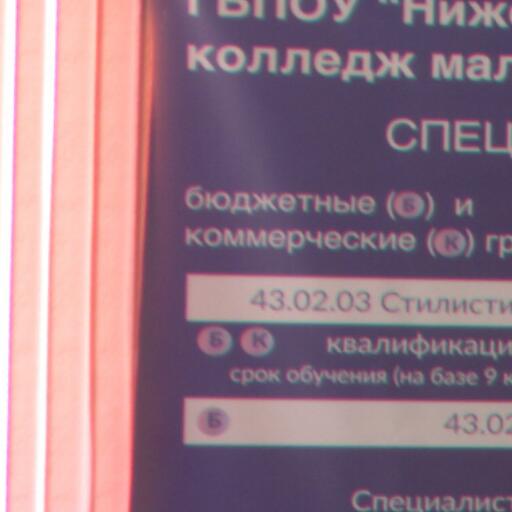 ГБПОУ "Ниже
колледж мал
СПЕЦ
бюджетные (Б) и
коммерческие (К) гр
43.02.03 Стилисти
Б К квалификаци
срок обучения (на базе 9 к
Б 43.02
Специалист